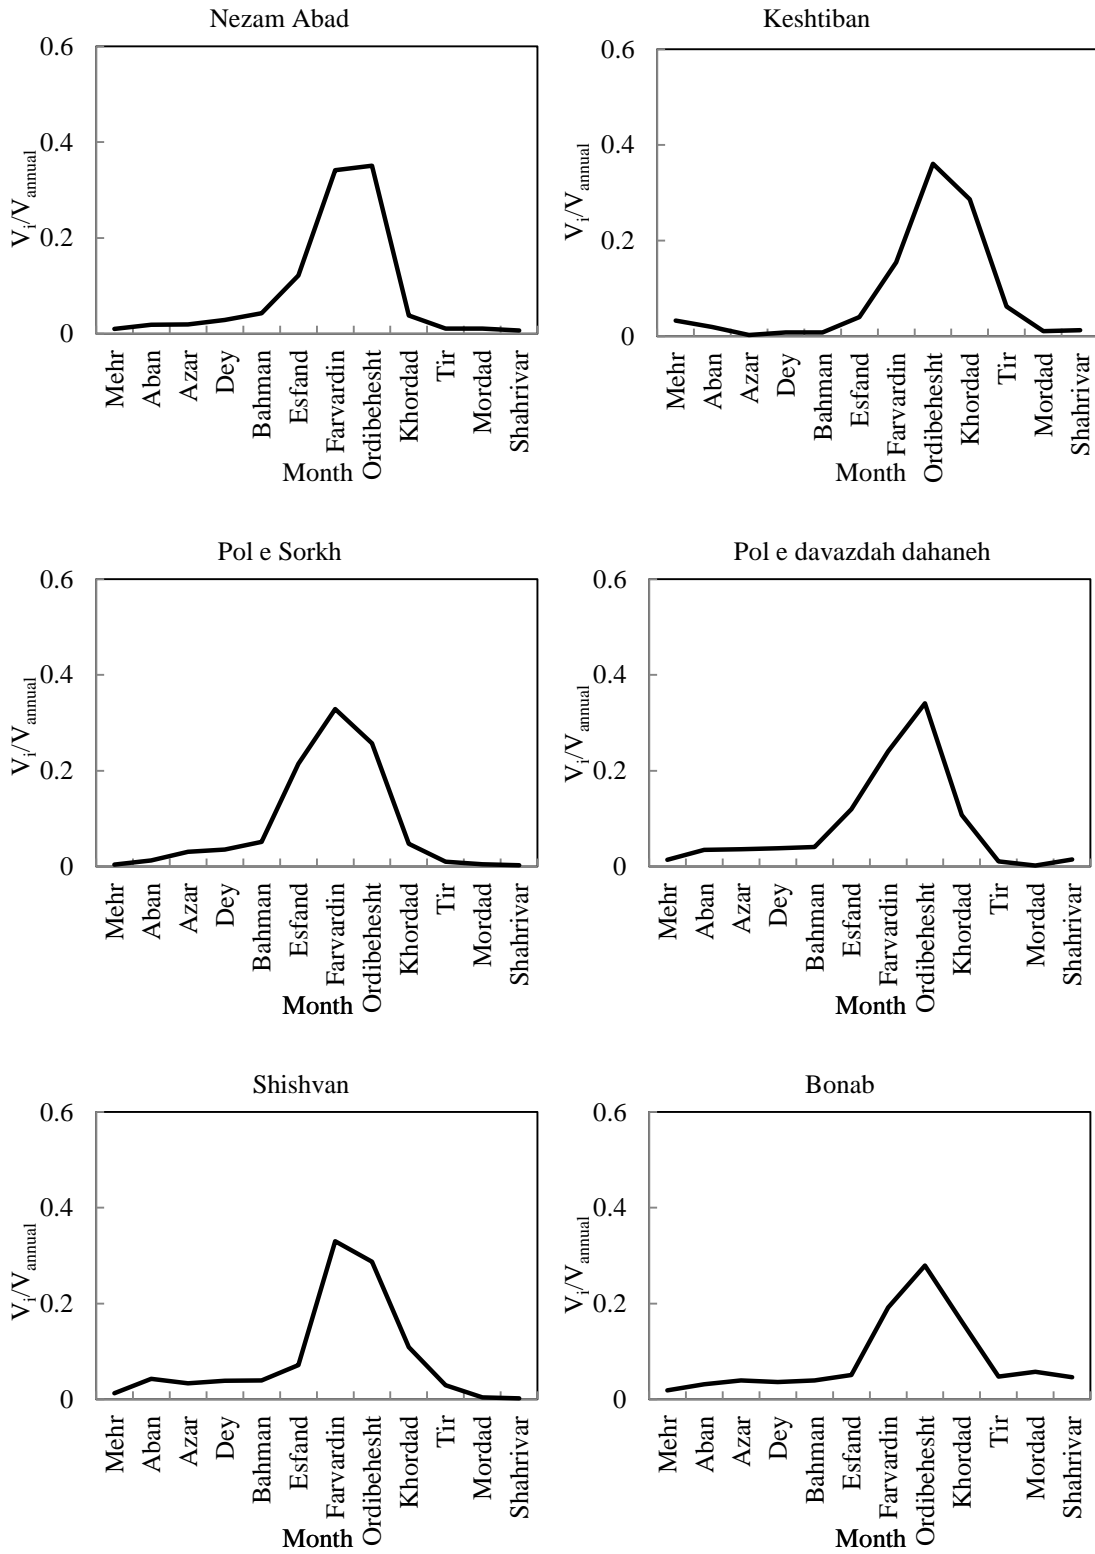 Nezam Abad
0.6
0.4
0.2
0
Vi/Vannual
Mehr
Aban
Azar
Dey
Bahman
Esfand
Farvardin
Ordibehesht
Khordad
Tir
Mordad
Shahrivar
Month
Keshtiban
0.6
0.4
0.2
0
Vi/Vannual
Mehr
Aban
Azar
Dey
Bahman
Esfand
Farvardin
Ordibehesht
Khordad
Tir
Mordad
Shahrivar
Month
Pol e Sorkh
0.6
0.4
0.2
0
Vi/Vannual
Mehr
Aban
Azar
Dey
Bahman
Esfand
Farvardin
Ordibehesht
Khordad
Tir
Mordad
Shahrivar
Month
Pol e davazdah dahaneh
0.6
0.4
0.2
0
Vi/Vannual
Mehr
Aban
Azar
Dey
Bahman
Esfand
Farvardin
Ordibehesht
Khordad
Tir
Mordad
Shahrivar
Month
Shishvan
0.6
0.4
0.2
0
Vi/Vannual
Mehr
Aban
Azar
Dey
Bahman
Esfand
Farvardin
Ordibehesht
Khordad
Tir
Mordad
Shahrivar
Month
Bonab
0.6
0.4
0.2
0
Vi/Vannual
Mehr
Aban
Azar
Dey
Bahman
Esfand
Farvardin
Ordibehesht
Khordad
Tir
Mordad
Shahrivar
Month